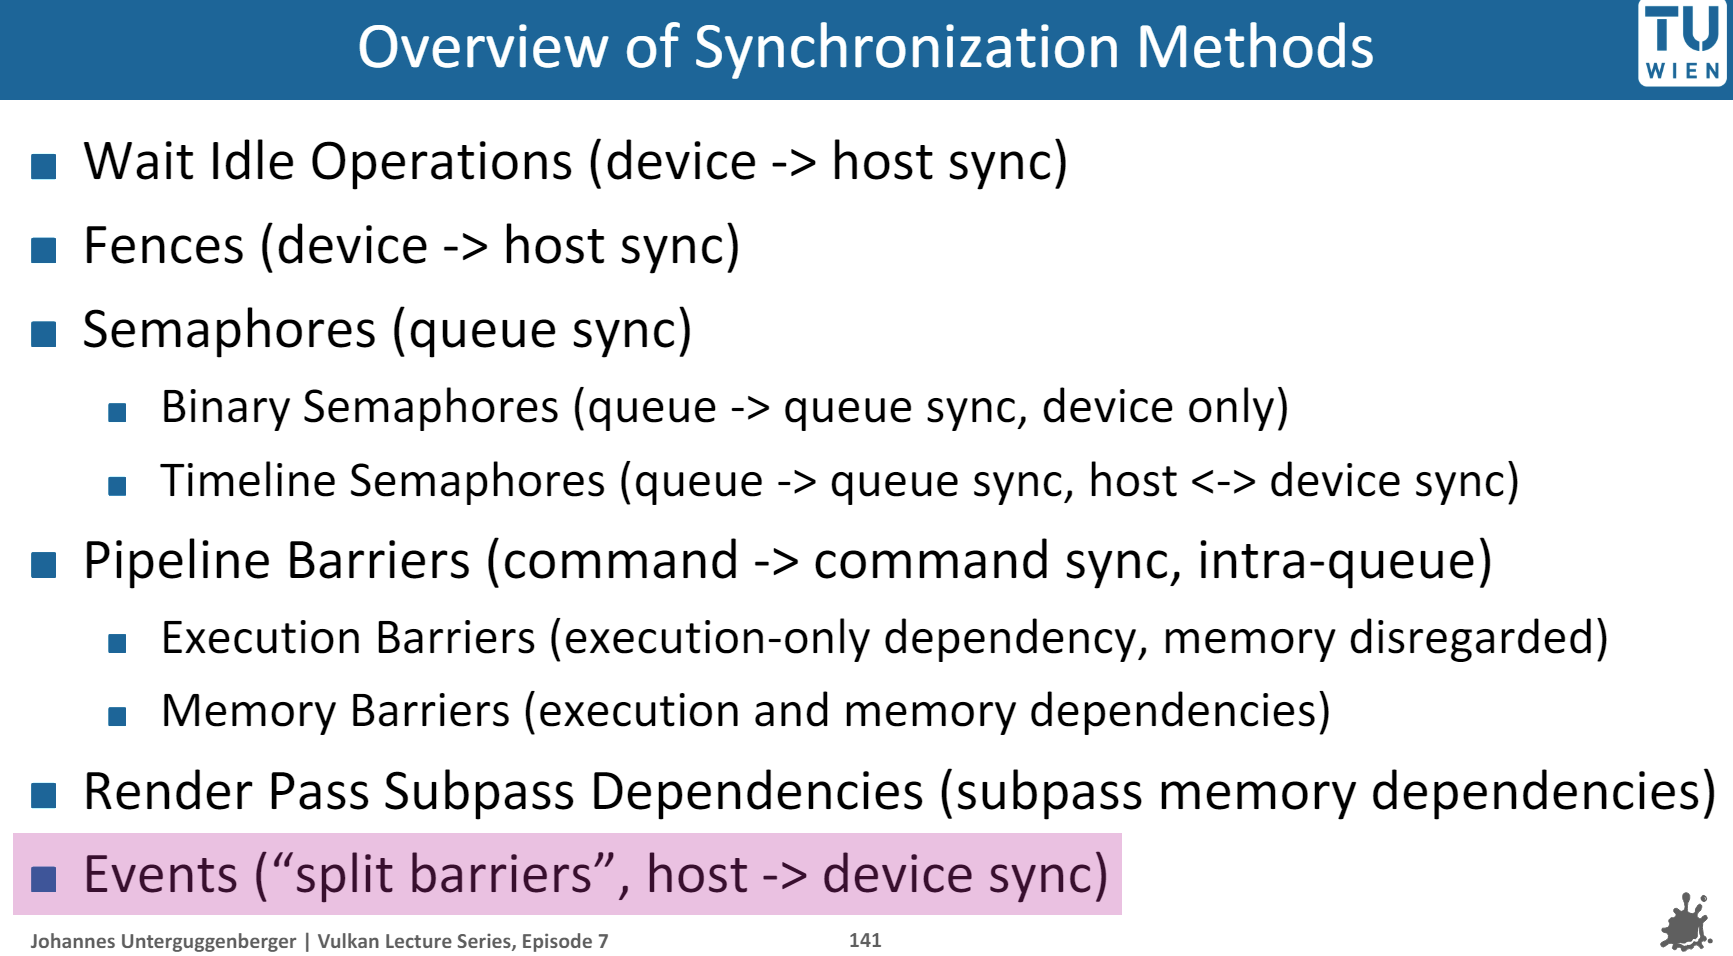 Overview of Synchronization Methods
TU
WIEN
Wait Idle Operations (device -> host sync)
Fences (device -> host sync)
Semaphores (queue sync)
Binary Semaphores (queue -> queue sync, device only)
Timeline Semaphores (queue -> queue sync, host <-> device sync)
Pipeline Barriers (command -> command sync, intra-queue)
Execution Barriers (execution-only dependency, memory disregarded)
Memory Barriers (execution and memory dependencies)
Render Pass Subpass Dependencies (subpass memory dependencies)
Events (“split barriers”, host -> device sync)
Johannes Unterguggenberger | Vulkan Lecture Series, Episode 7
141